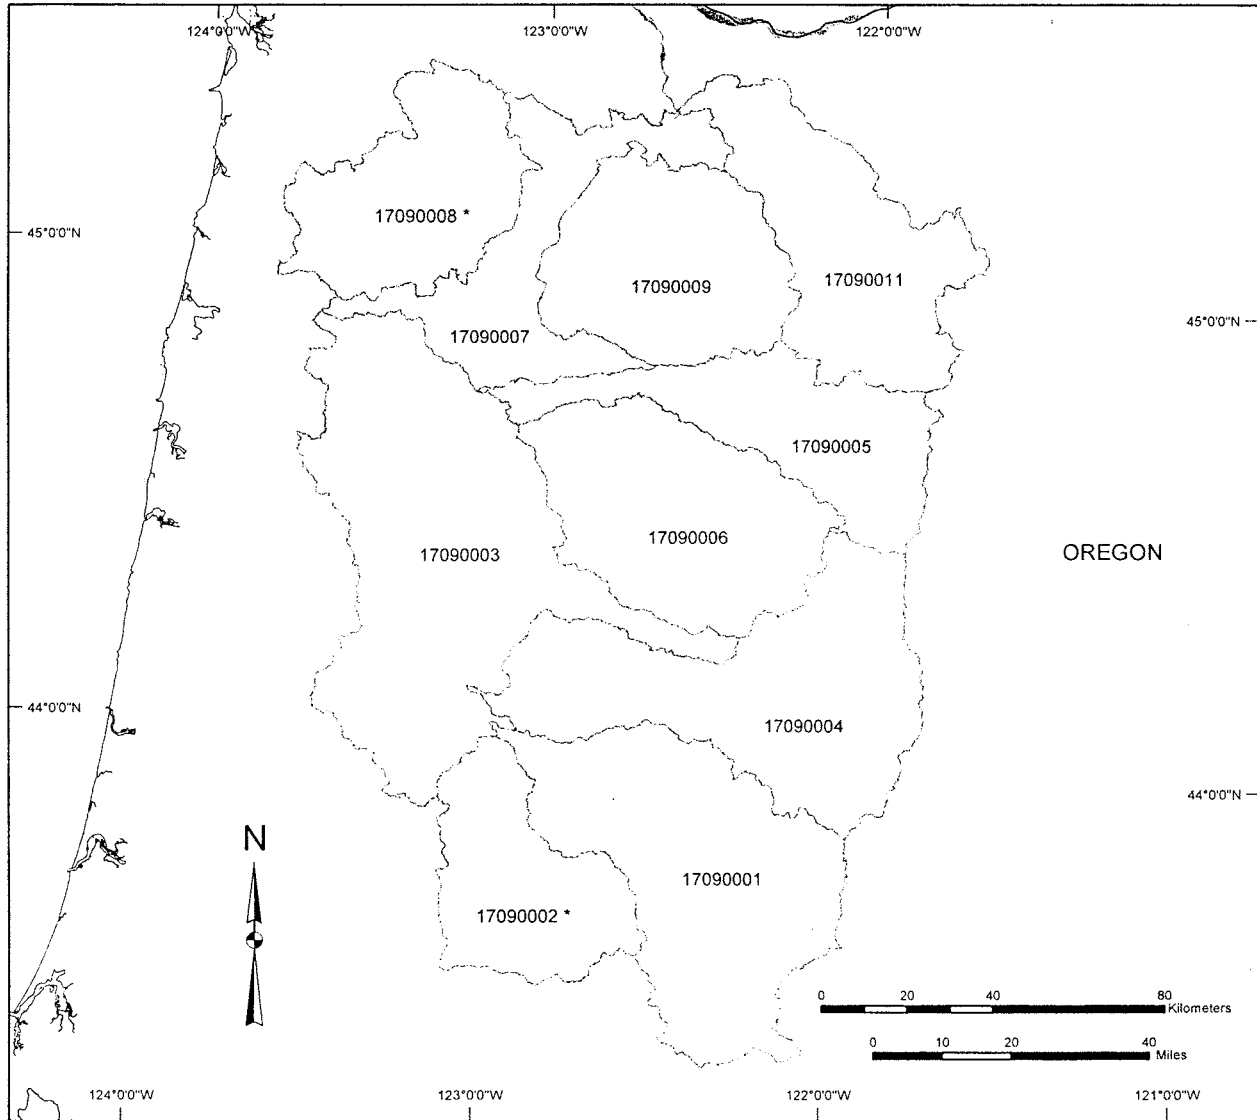 124°0'0"W 123°0'0"W 122°0'0"W
17090008 *
45°0'0"N
17090011
17090009
45°0'0"N
17090007
17090005
17090006
17090003
OREGON
44°0'0"N
17090004
44°0'0"N
N
17090001
17090002 *
0 20 40 80
Kilometers
0 10 20 40
Miles
124°0'0"W 123°0'0"W 122°0'0"W 121°0'0"W